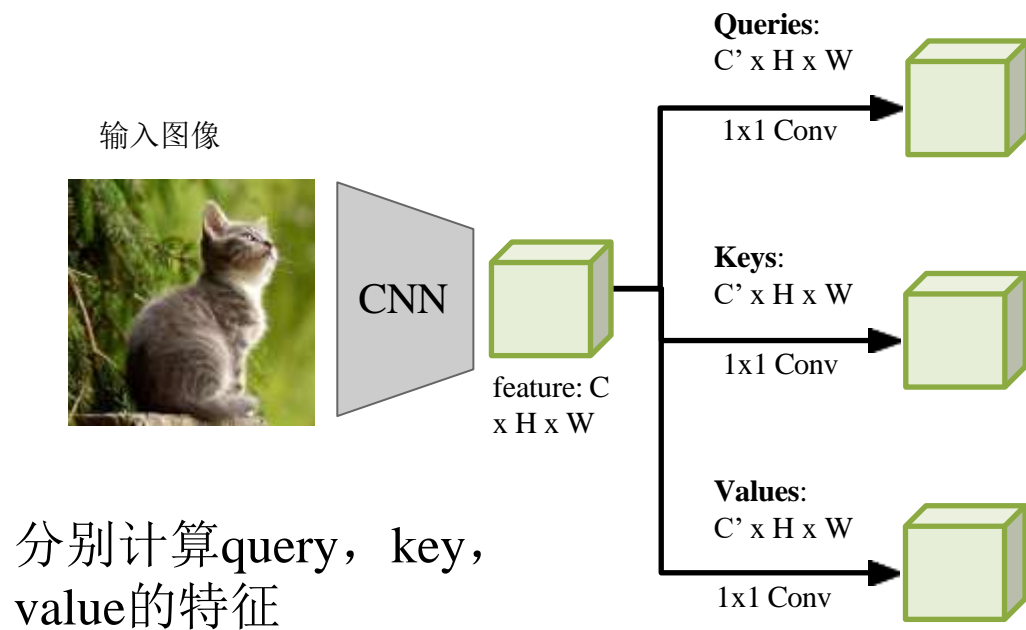 输入图像
CNN
feature: C
x H x W
Queries:
C’ x H x W
1x1 Conv
Keys:
C’ x H x W
1x1 Conv
Values:
C’ x H x W
1x1 Conv
分别计算query，key，
value的特征